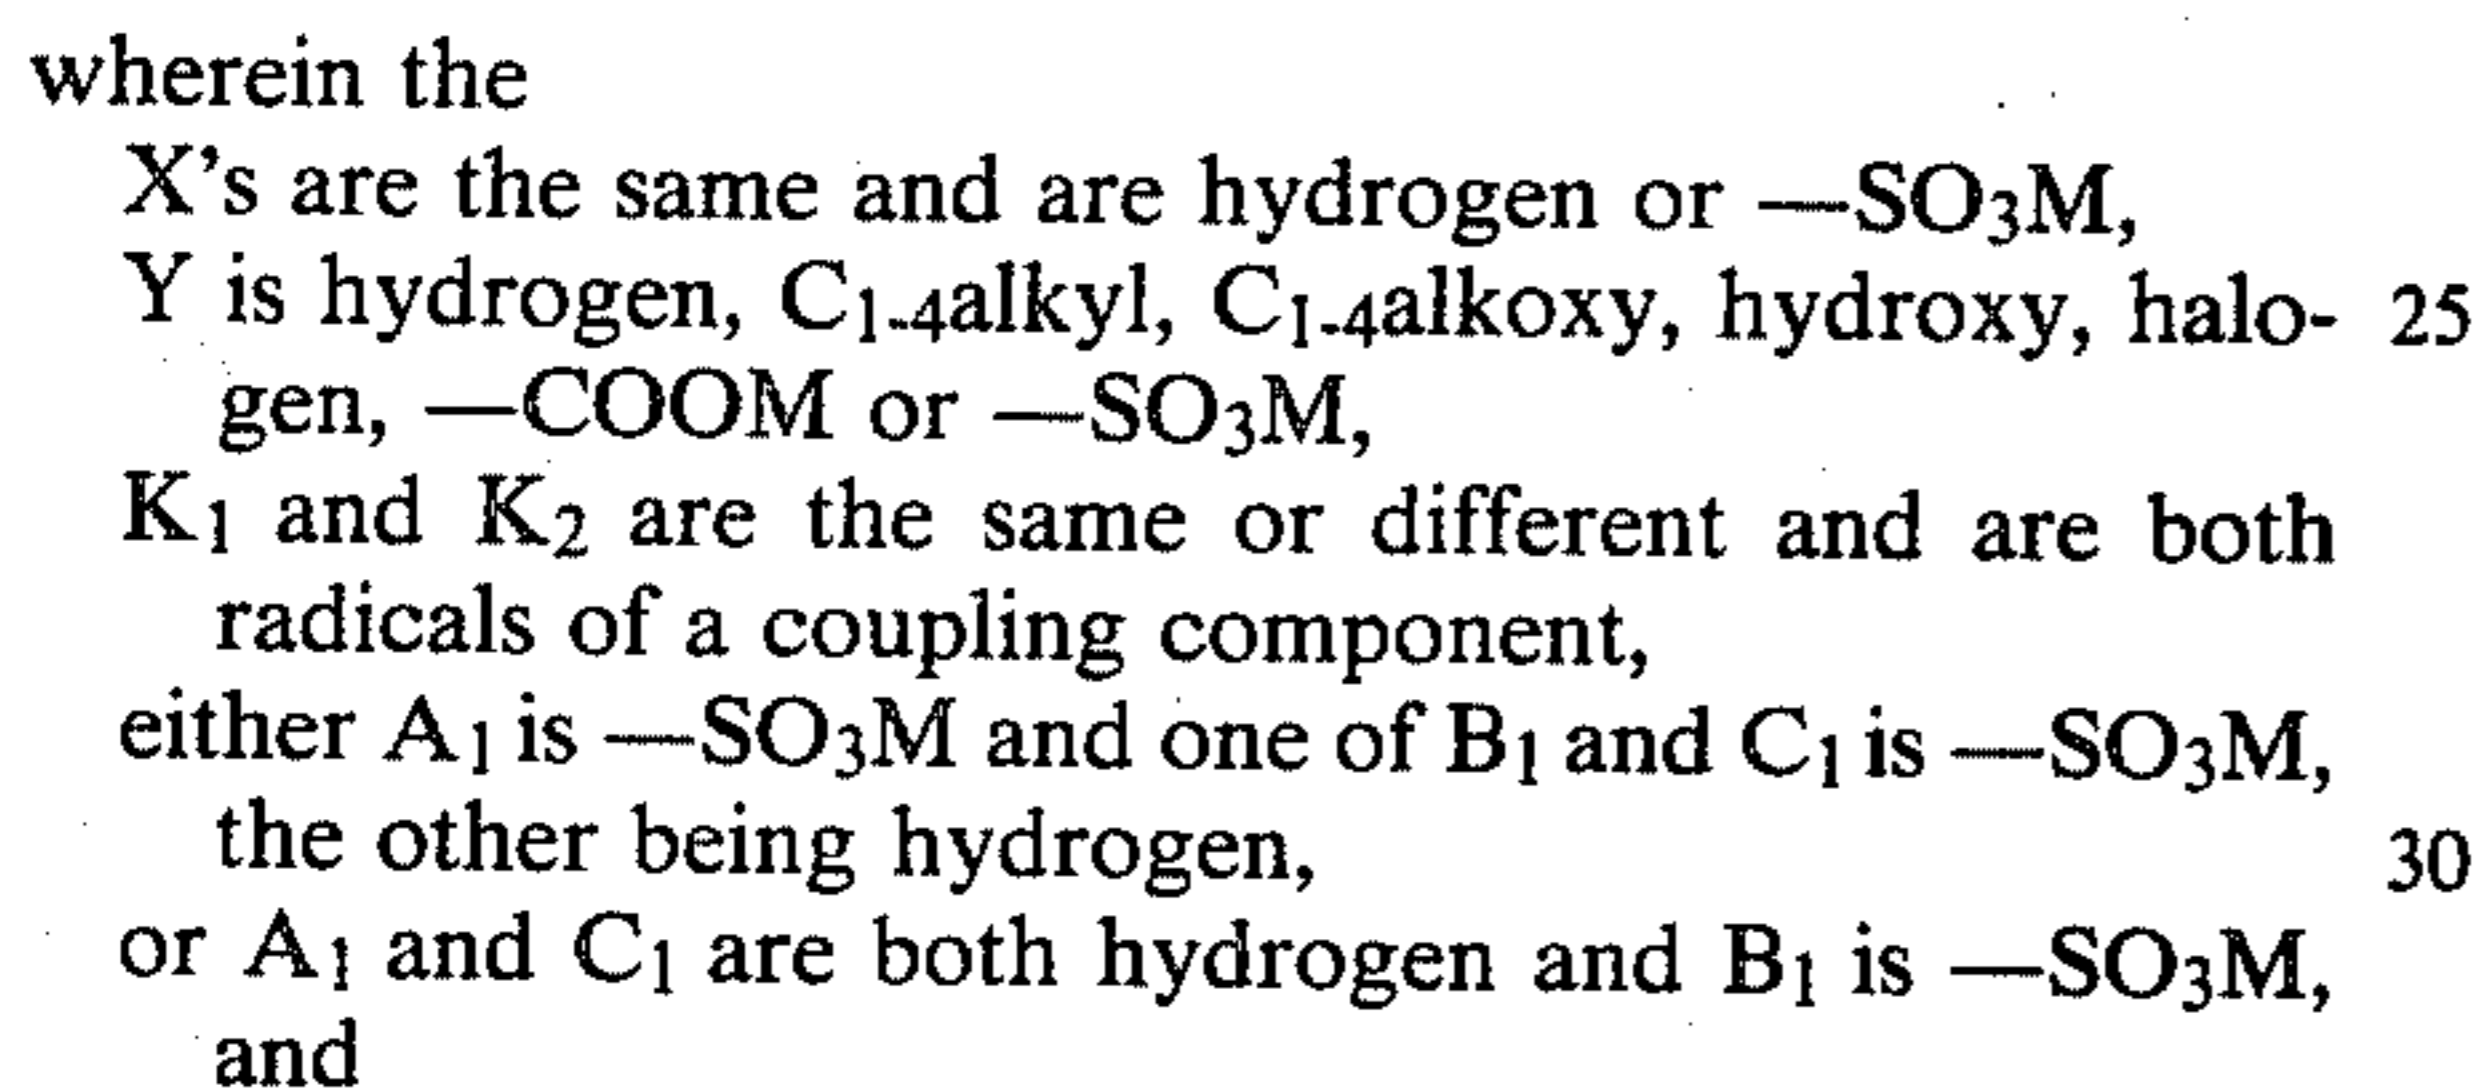 wherein the
X's are the same and are hydrogen or —SO₃M,
Y is hydrogen, C₁₋₄alkyl, C₁₋₄alkoxy, hydroxy, halo- 25
gen, —COOM or —SO₃M,
K₁ and K₂ are the same or different and are both
radicals of a coupling component,
either A₁ is —SO₃M and one of B₁ and C₁ is —SO₃M,
the other being hydrogen, 30
or A₁ and C₁ are both hydrogen and B₁ is —SO₃M,
and